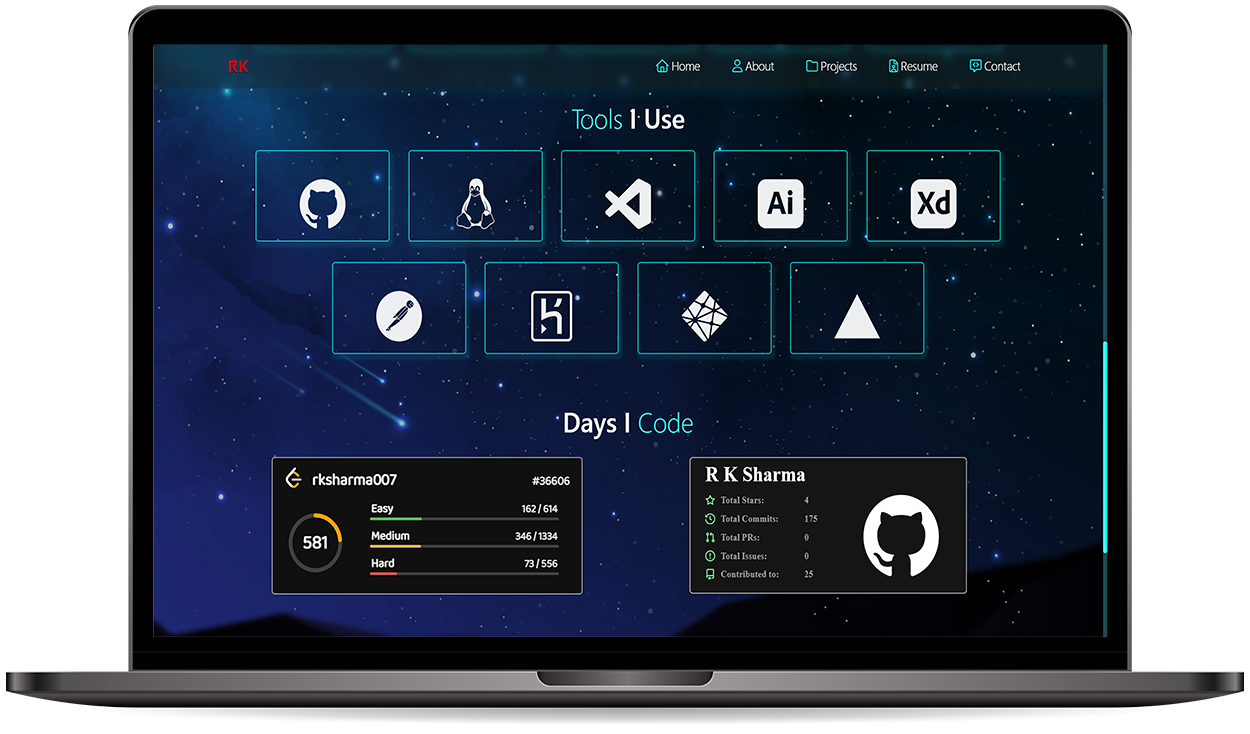 RK
Home About Projects Resume Contact
Tools I Use
Ai
Xd
Days I Code
rksharma007 #36606
581
Easy 162 / 614
Medium 346 / 1334
Hard 73 / 556
R K Sharma
Total Stars: 4
Total Commits: 175
Total PRs: 0
Total Issues: 0
Contributed to: 25